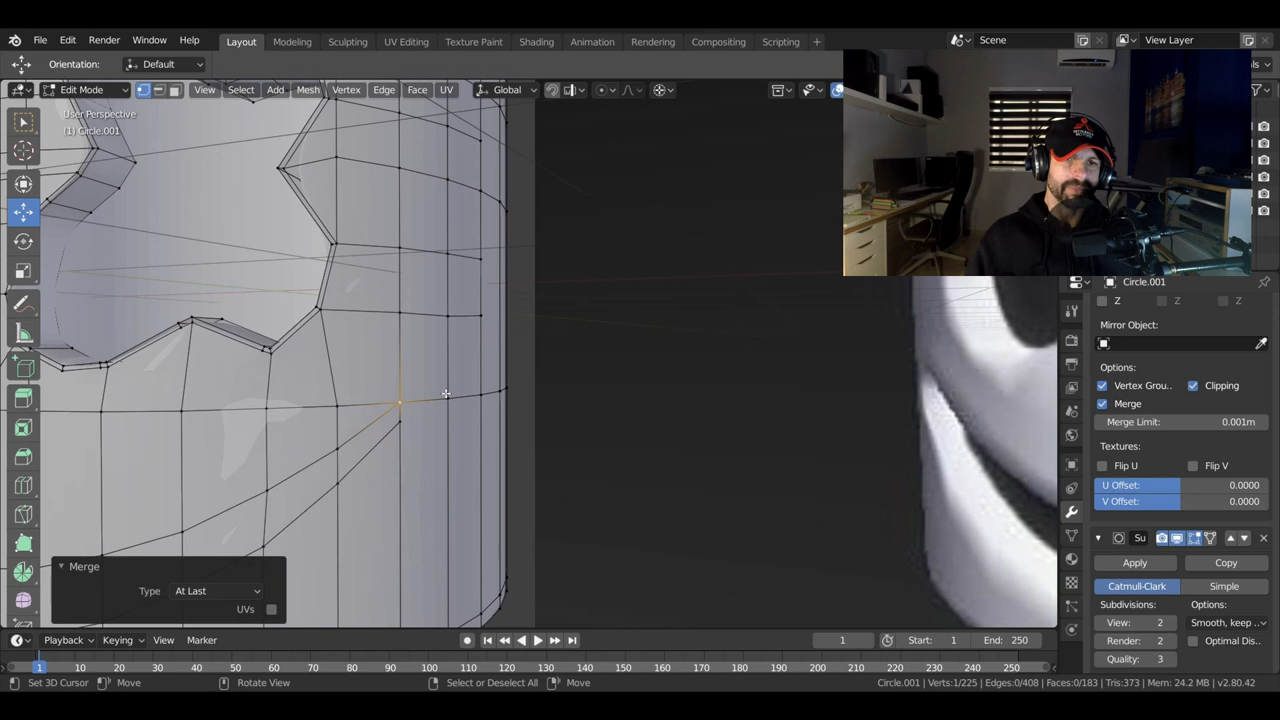 File Edit Render Window Help Layout Modeling Sculpting UV Editing Texture Paint Shading Animation Rendering Compositing Scripting + Scene View Layer
Orientation: Default
Edit Mode View Select Add Mesh Vertex Edge Face UV Global
User Perspective
(1) Circle.001
Circle.001
Z
Mirror Object:
Options:
Vertex Grou.. Clipping
Merge
Merge Limit: 0.001m
Textures:
Flip U Flip V
U Offset: 0.0000
V Offset: 0.0000
Su
Apply Copy
Catmull-Clark Simple
Subdivisions: Options:
View: 2 Smooth, keep ..
Render: 2 Optimal Dis..
Quality: 3
Merge
Type At Last
UVs
Playback Keying View Marker 1 Start: 1 End: 250
1 10 20 30 40 50 60 70 80 90 100 110 120 130 140 150 160 170 180 190 200 210 220 230 240 250
Set 3D Cursor Move Rotate View Select or Deselect All Move Circle.001 | Verts:1/225 | Edges:0/408 | Faces:0/183 | Tris:373 | Mem: 24.2 MB | v2.80.42